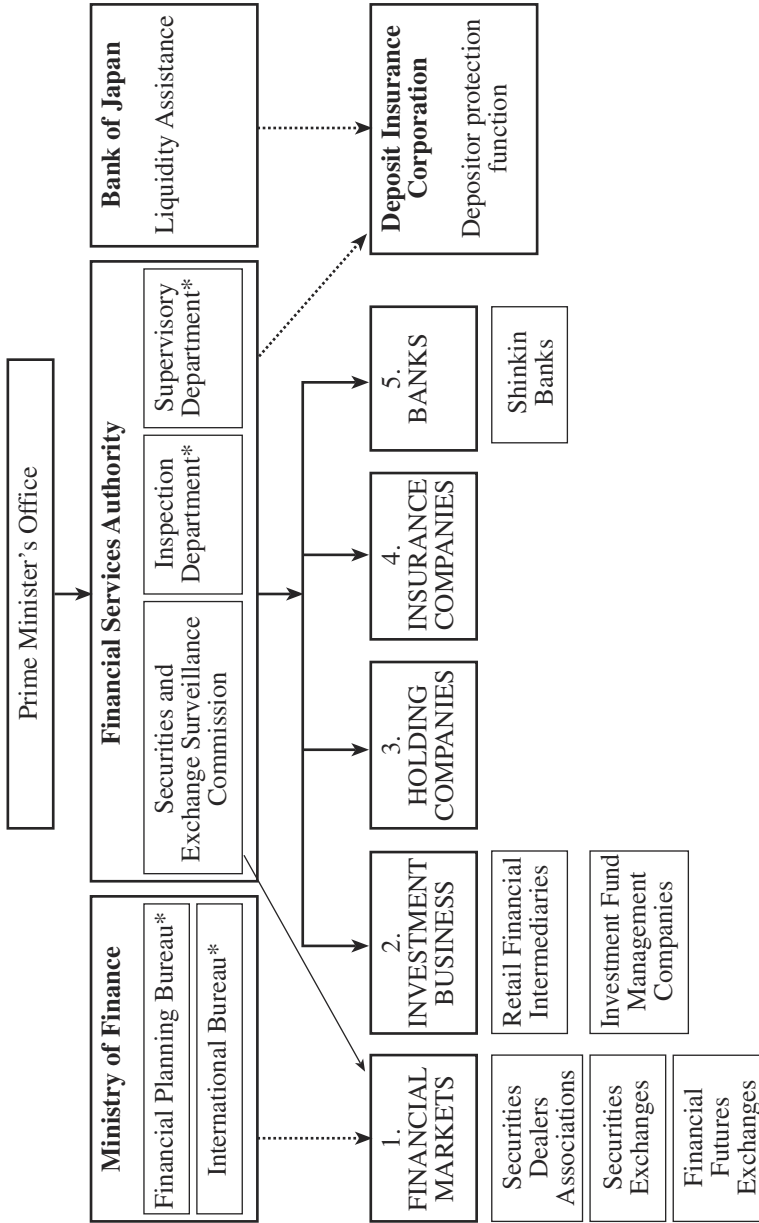 Prime Minister’s Office
Ministry of Finance
Financial Planning Bureau*
International Bureau*
Financial Services Authority
Securities and
Exchange Surveillance
Commission
Inspection
Department*
Supervisory
Department*
Bank of Japan
Liquidity Assistance
1.
FINANCIAL
MARKETS
Securities
Dealers
Associations
Securities
Exchanges
Financial
Futures
Exchanges
2.
INVESTMENT
BUSINESS
Retail Financial
Intermediaries
Investment Fund
Management
Companies
3.
HOLDING
COMPANIES
4.
INSURANCE
COMPANIES
5.
BANKS
Shinkin
Banks
Deposit Insurance
Corporation
Depositor protection
function